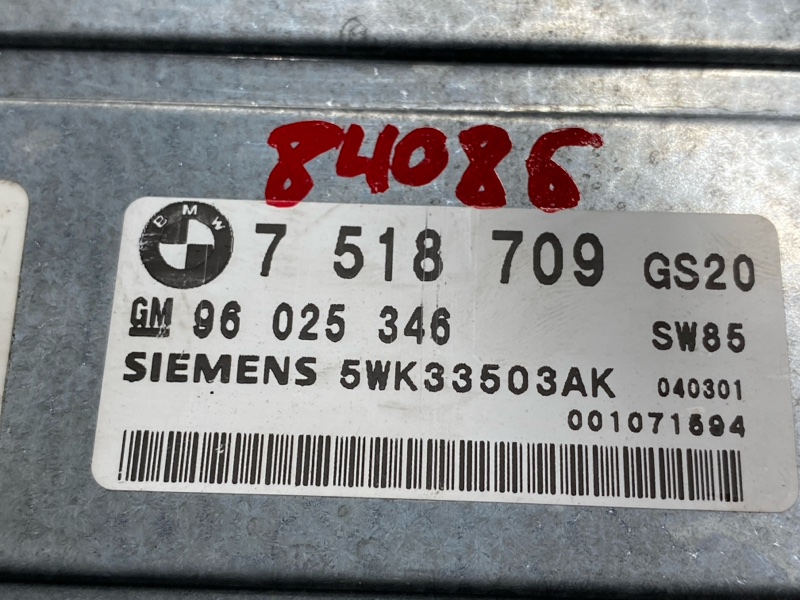 84086
BMW 7 518 709 GS20
GM 96 025 346 SW85
SIEMENS 5WK33503AK 040301
001071594